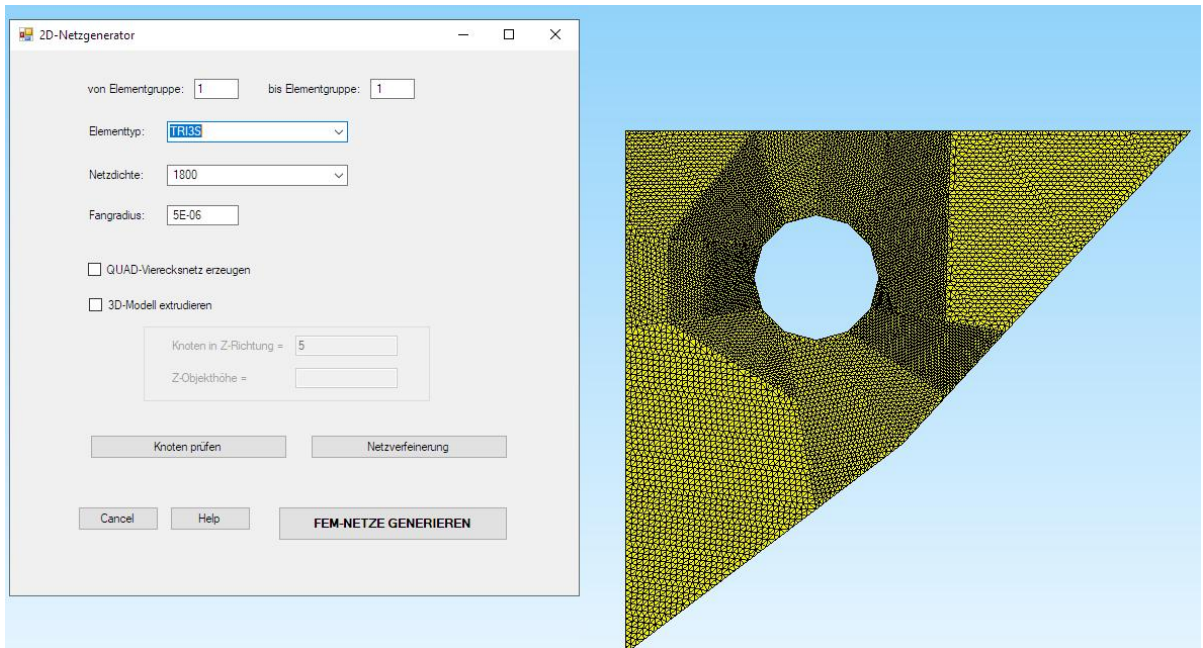 2D-Netzgenerator
von Elementgruppe: 1 bis Elementgruppe: 1
Elementtyp: TRI3S
Netzdichte: 1800
Fangradius: 5E-06
QUAD-Vierecksnetz erzeugen
3D-Modell extrudieren
Knoten in Z-Richtung = 5
Z-Objekthöhe =
Knoten prüfen Netzverfeinerung
Cancel Help FEM-NETZE GENERIEREN